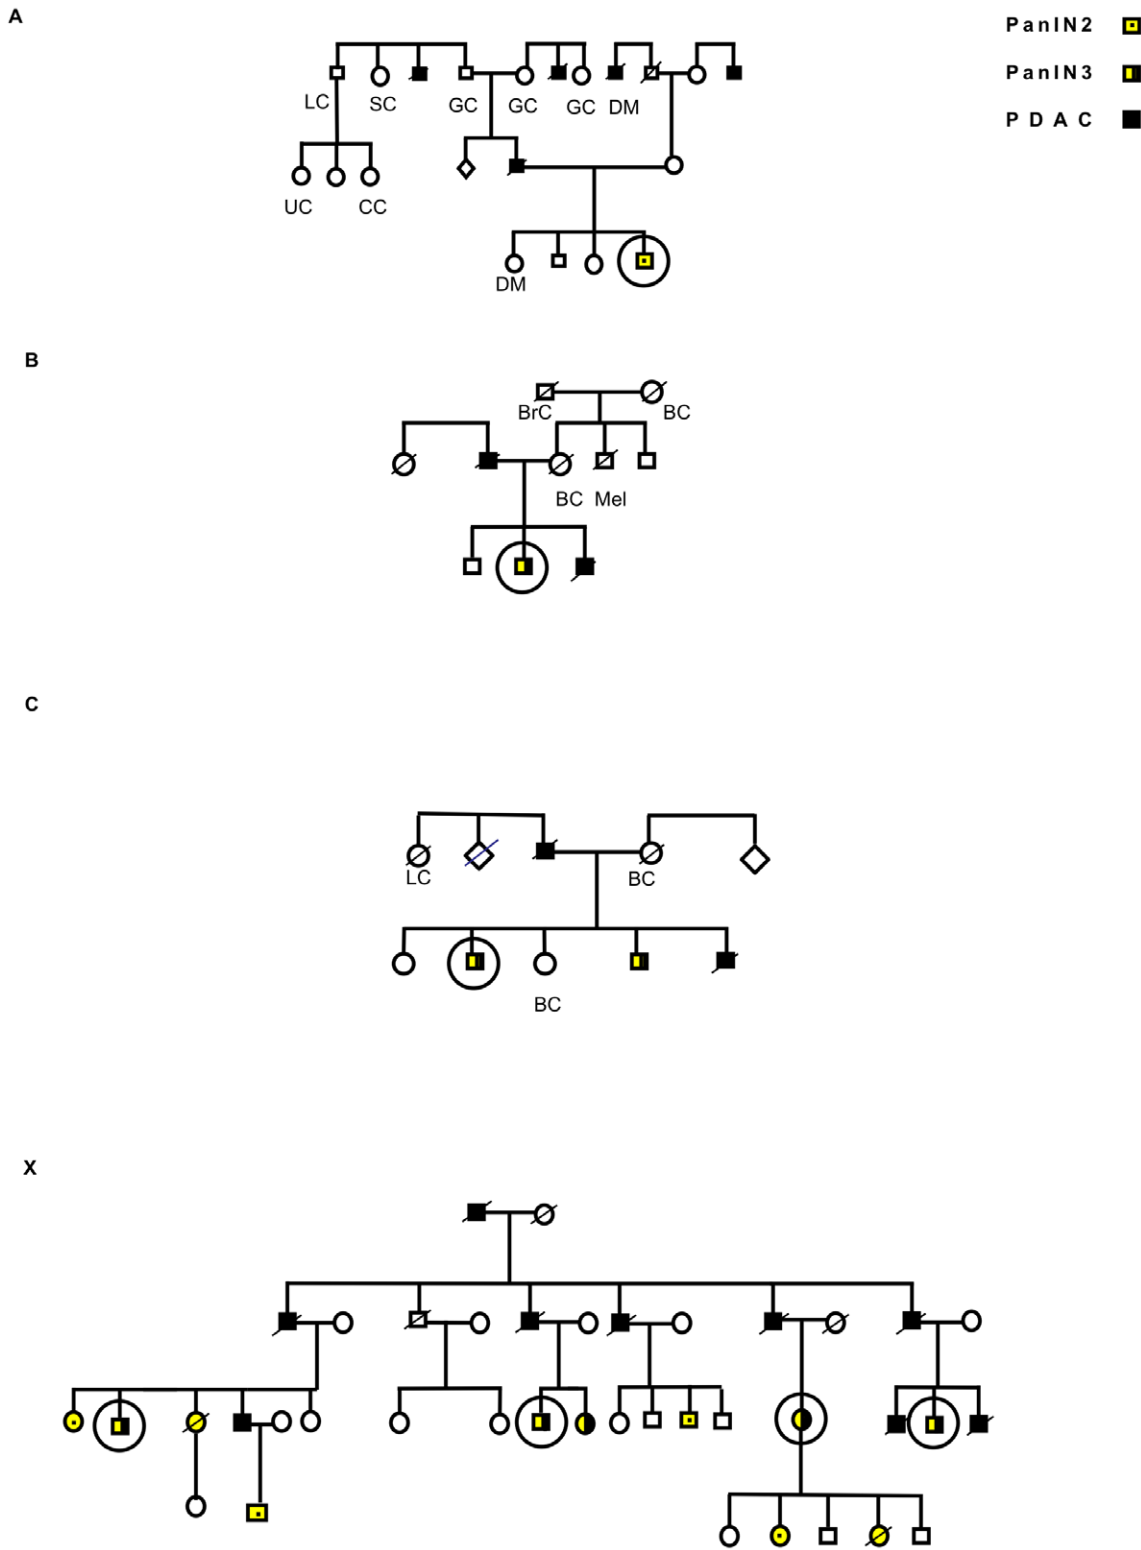 A
PanIN2
PanIN3
PDAC
LC SC GC GC GC DM
UC CC
DM
B
BrC BC
BC Mel
C
LC BC
BC
X